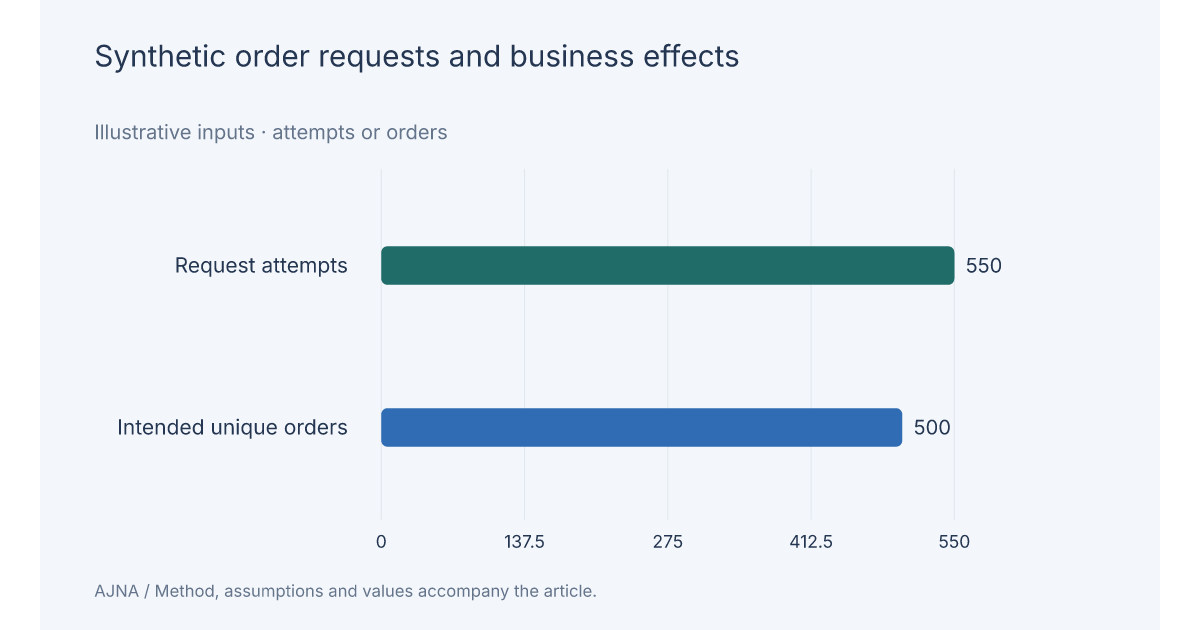 Synthetic order requests and business effects
Illustrative inputs · attempts or orders
Request attempts 550
Intended unique orders 500
0 137.5 275 412.5 550
AJNA / Method, assumptions and values accompany the article.